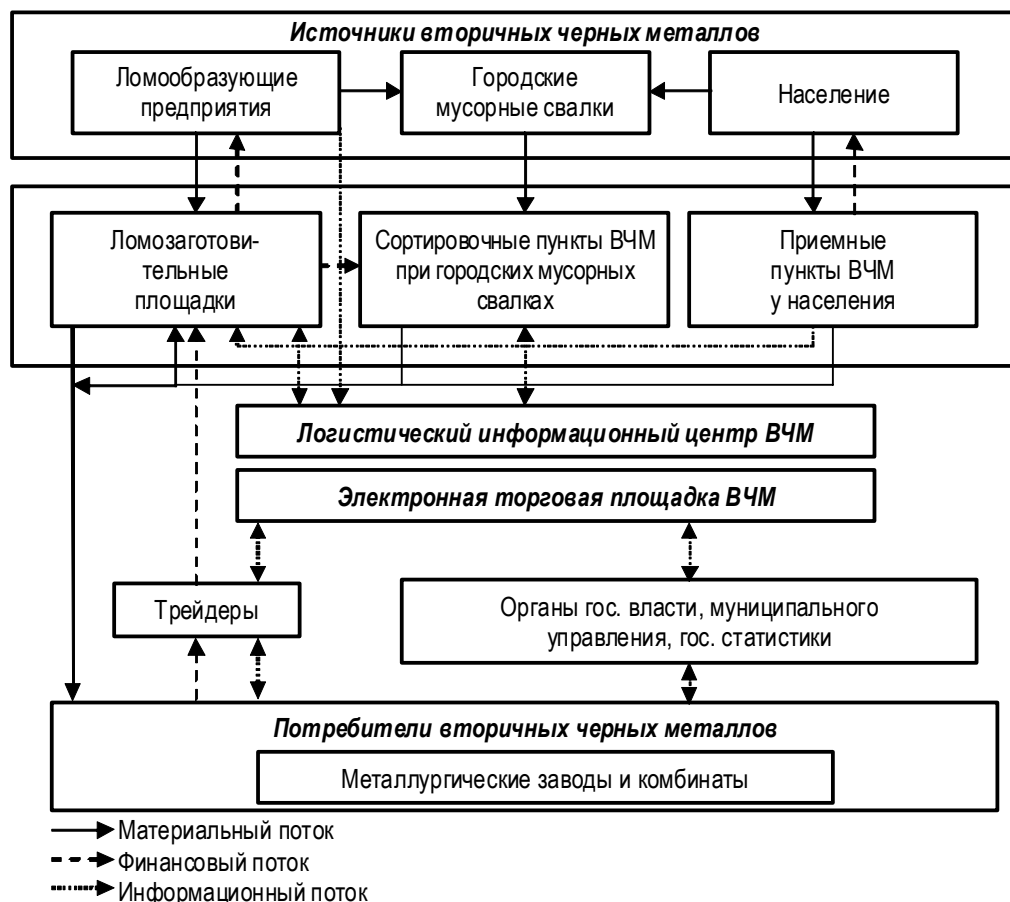 Источники вторичных черных металлов
Ломообразующие
предприятия
Городские
мусорные свалки
Население
Ломозаготови-
тельные
площадки
Сортировочные пункты ВЧМ
при городских мусорных
свалках
Приемные
пункты ВЧМ
у населения
Логистический информационный центр ВЧМ
Электронная торговая площадка ВЧМ
Трейдеры
Органы гос. власти, муниципального
управления, гос. статистики
Потребители вторичных черных металлов
Металлургические заводы и комбинаты
Материальный поток
Финансовый поток
Информационный поток